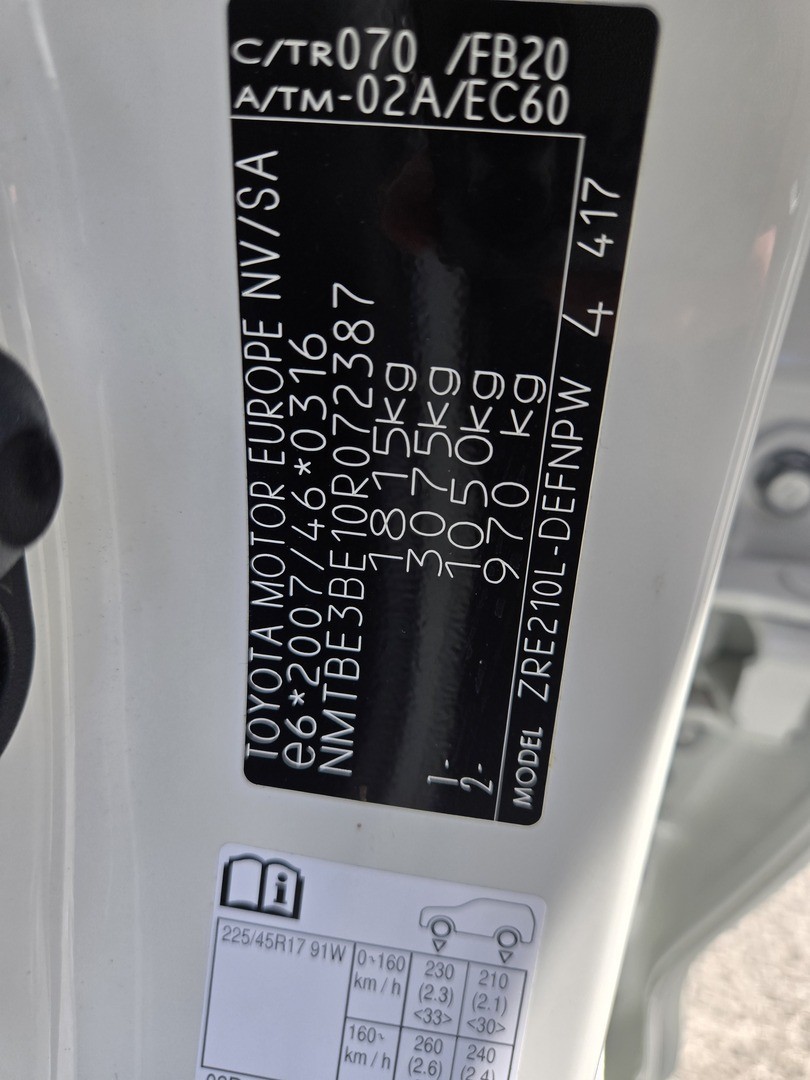 C/TR070 /FB20
A/TM-02A/EC60
TOYOTA MOTOR EUROPE NV/SA
e6*2007/46*0316
NMTBE3BE10R072387
1815kg
3075kg
1- 1050kg
2- 970 kg
MODEL ZRE210L-DEFNPW 4 417
i
225/45R17 91W
0~160 km/h
230 (2.3) <33>
210 (2.1) <30>
160~ km/h
260 (2.6)
240 (2.4)